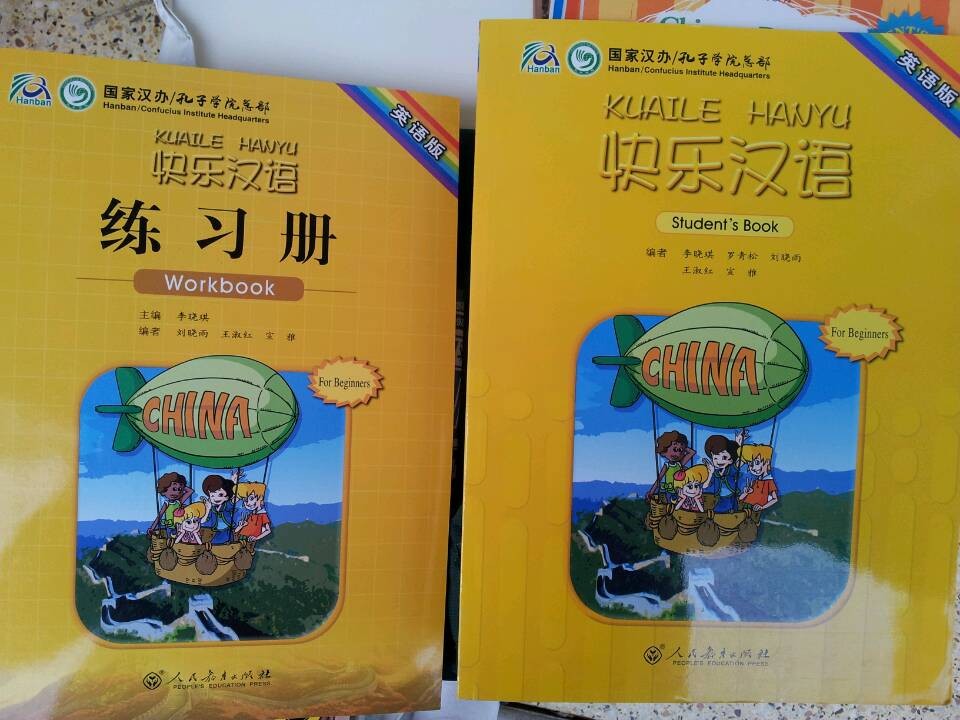 Hanban
国家汉办/孔子学院总部
Hanban/Confucius Institute Headquarters
英语版
KUAILE HANYU
快乐汉语
练习册
Workbook
主编 李晓琪
编者 刘晓雨 王淑红 宣雅
For Beginners
CHINA
人民教育出版社
PEOPLE'S EDUCATION PRESS
Hanban
国家汉办/孔子学院总部
Hanban/Confucius Institute Headquarters
英语版
KUAILE HANYU
快乐汉语
Student's Book
编者 李晓琪 罗青松 刘晓雨
王淑红 宣雅
For Beginners
CHINA
人民教育出版社
PEOPLE'S EDUCATION PRESS